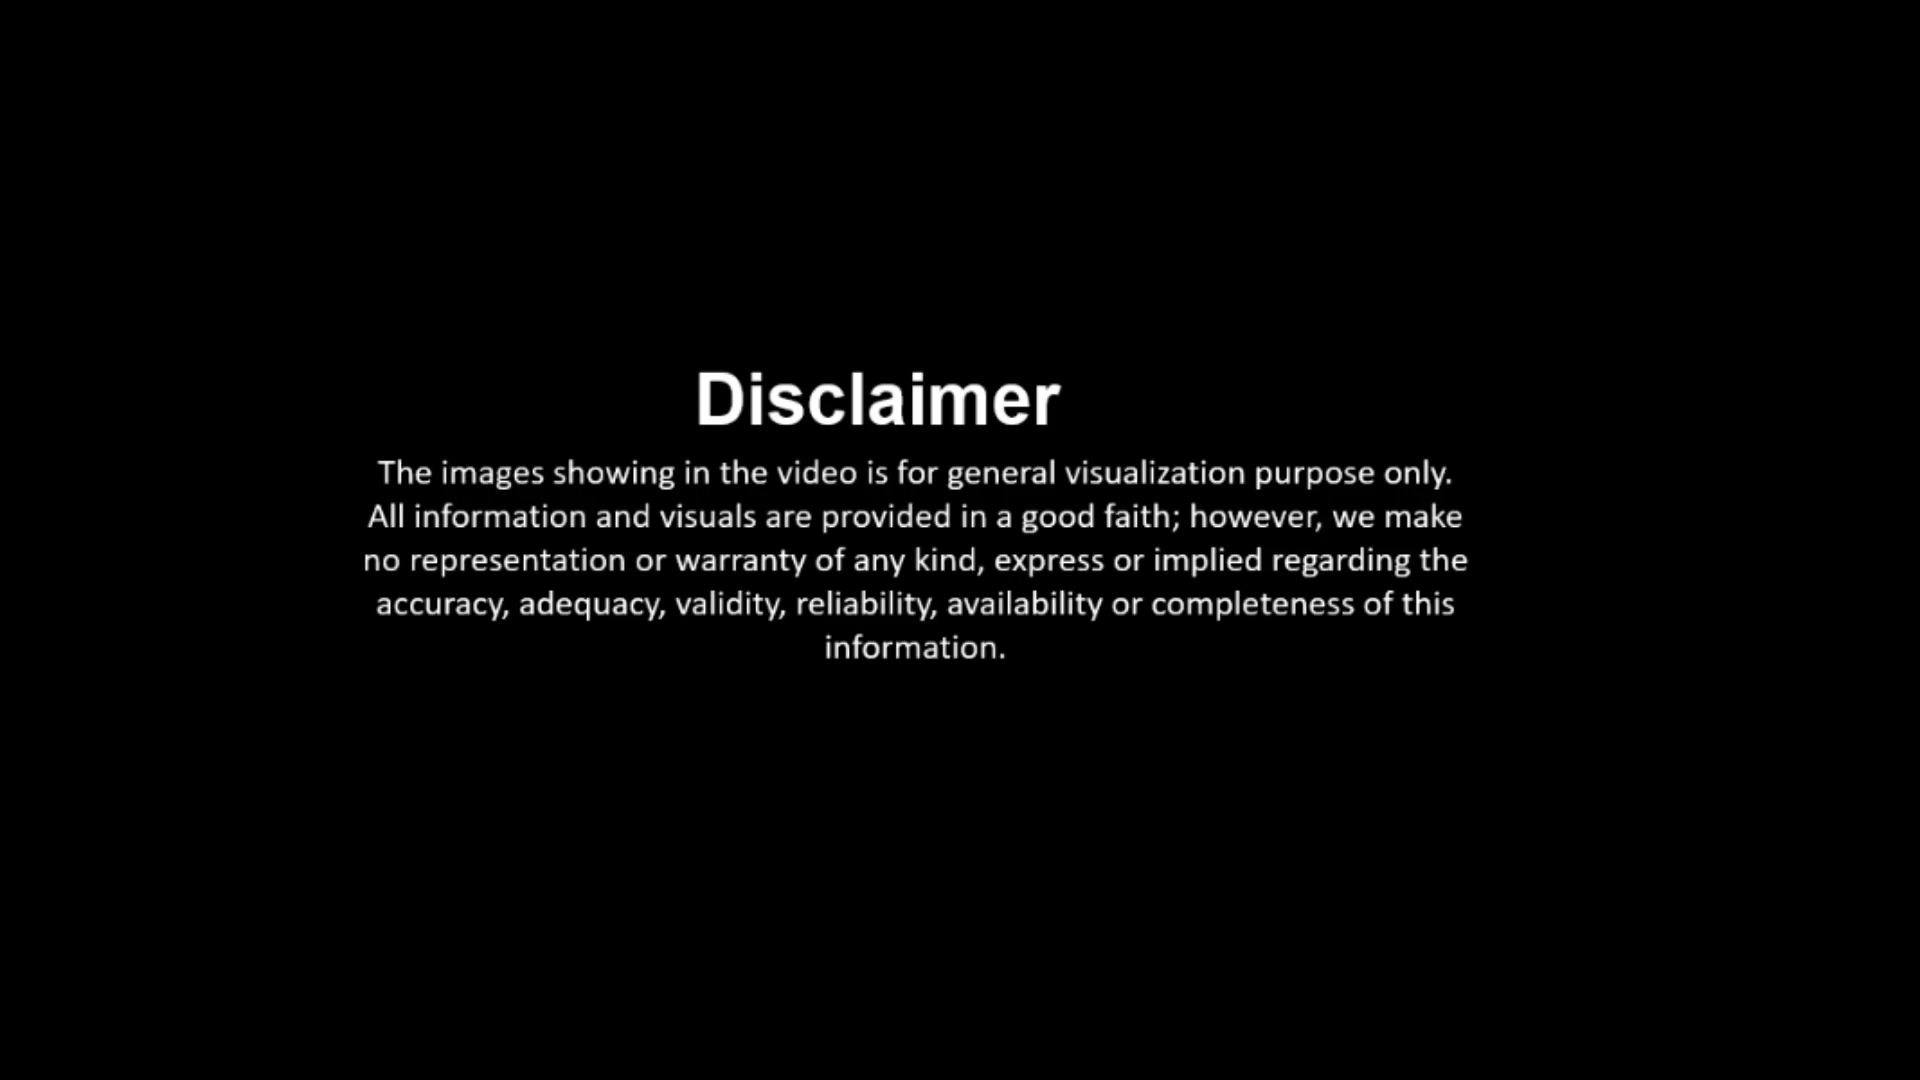 Disclaimer
The images showing in the video is for general visualization purpose only.
All information and visuals are provided in a good faith; however, we make
no representation or warranty of any kind, express or implied regarding the
accuracy, adequacy, validity, reliability, availability or completeness of this
information.